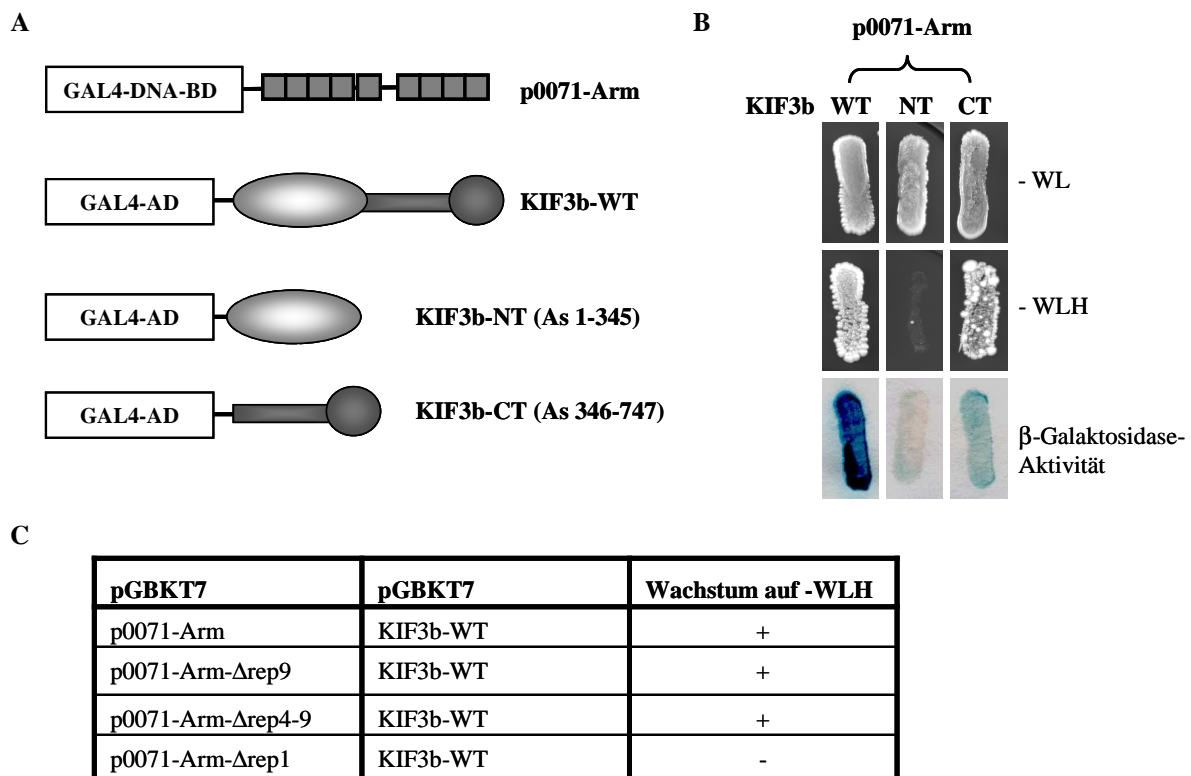 A
GAL4-DNA-BD
p0071-Arm
GAL4-AD
KIF3b-WT
GAL4-AD
KIF3b-NT (As 1-345)
GAL4-AD
KIF3b-CT (As 346-747)
B
p0071-Arm
KIF3b WT NT CT
- WL
- WLH
β-Galaktosidase-
Aktivität
C
pGBKT7 pGBKT7 Wachstum auf -WLH
p0071-Arm KIF3b-WT +
p0071-Arm-Δrep9 KIF3b-WT +
p0071-Arm-Δrep4-9 KIF3b-WT +
p0071-Arm-Δrep1 KIF3b-WT -